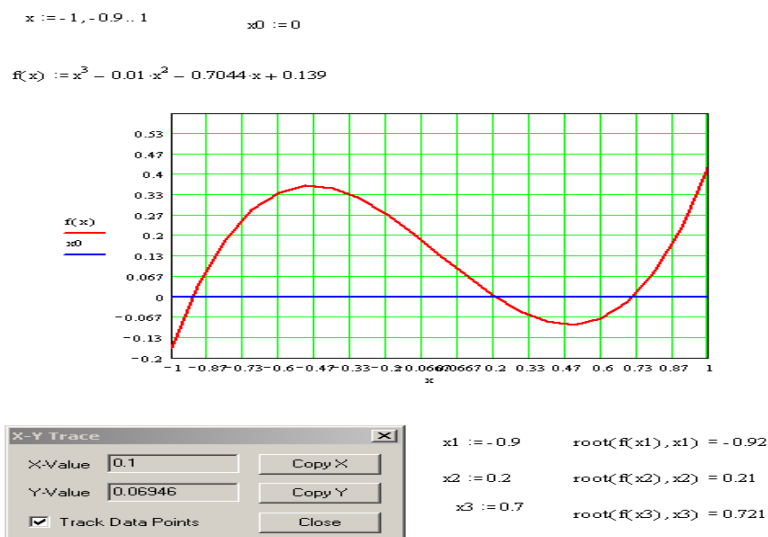 x := -1, -0.9 .. 1
x0 := 0
f(x) := x³ − 0.01·x² − 0.7044·x + 0.139
0.53
0.47
0.4
0.33
0.27
0.2
0.13
0.067
0
−0.067
−0.13
−0.2
f(x)
x0
−1 −0.87 −0.73 −0.6 −0.47 −0.33 −0.2 0.2 0.33 0.47 0.6 0.73 0.87 1
x
X-Y Trace
X-Value 0.1 Copy X
Y-Value 0.06946 Copy Y
Track Data Points Close
x1 := -0.9 root(f(x1), x1) = -0.92
x2 := 0.2 root(f(x2), x2) = 0.21
x3 := 0.7 root(f(x3), x3) = 0.721